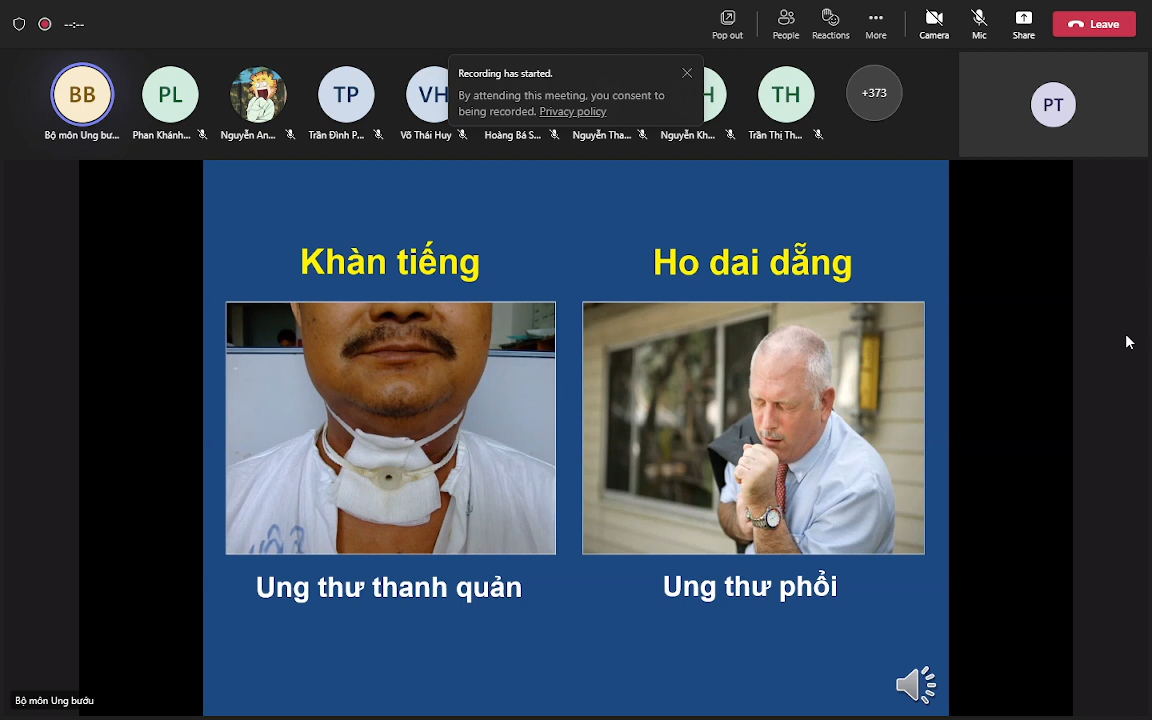 --:--
Pop out
People
Reactions
More
Camera
Mic
Share
Leave
BB
PL
TP
VH
H
TH
+373
PT
Recording has started.
By attending this meeting, you consent to
being recorded. Privacy policy
Bộ môn Ung bư...
Phan Khánh...
Nguyễn An...
Trần Đình P...
Võ Thái Huy
Hoàng Bá S...
Nguyễn Tha...
Nguyễn Kh...
Trần Thị Th...
Khàn tiếng
Ho dai dẵng
Ung thư thanh quản
Ung thư phổi
Bộ môn Ung bướu